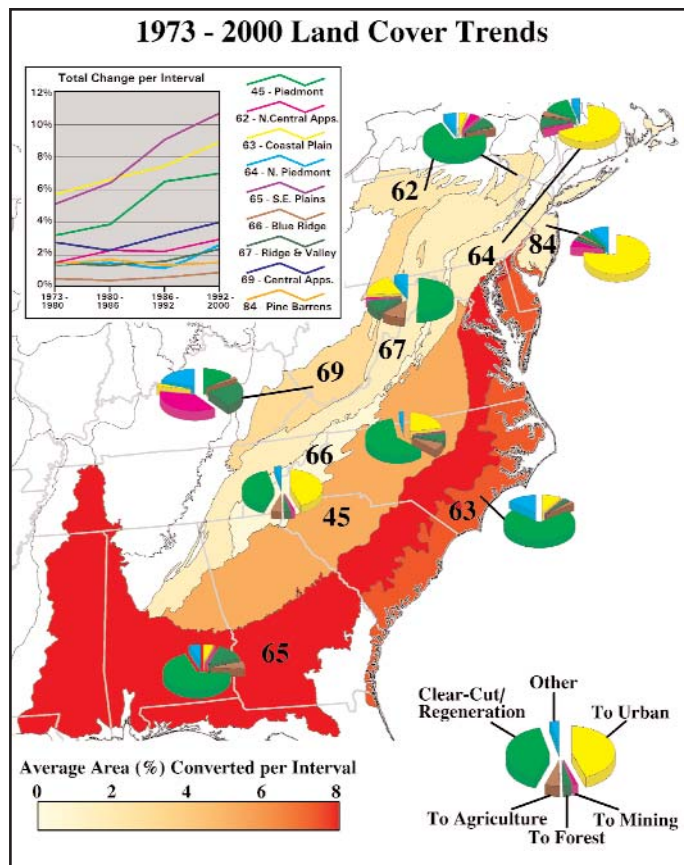 1973 - 2000 Land Cover Trends
Total Change per Interval
12%
10%
8%
6%
4%
2%
0%
1973 -
1980
1980 -
1986
1986 -
1992
1992 -
2000
45 - Piedmont
62 - N.Central Apps.
63 - Coastal Plain
64 - N. Piedmont
65 - S.E. Plains
66 - Blue Ridge
67 - Ridge & Valley
69 - Central Apps.
84 - Pine Barrens
62
64
84
67
69
66
45
63
65
Clear-Cut/
Regeneration
Other
To Urban
To Agriculture
To Forest
To Mining
Average Area (%) Converted per Interval
0 2 4 6 8